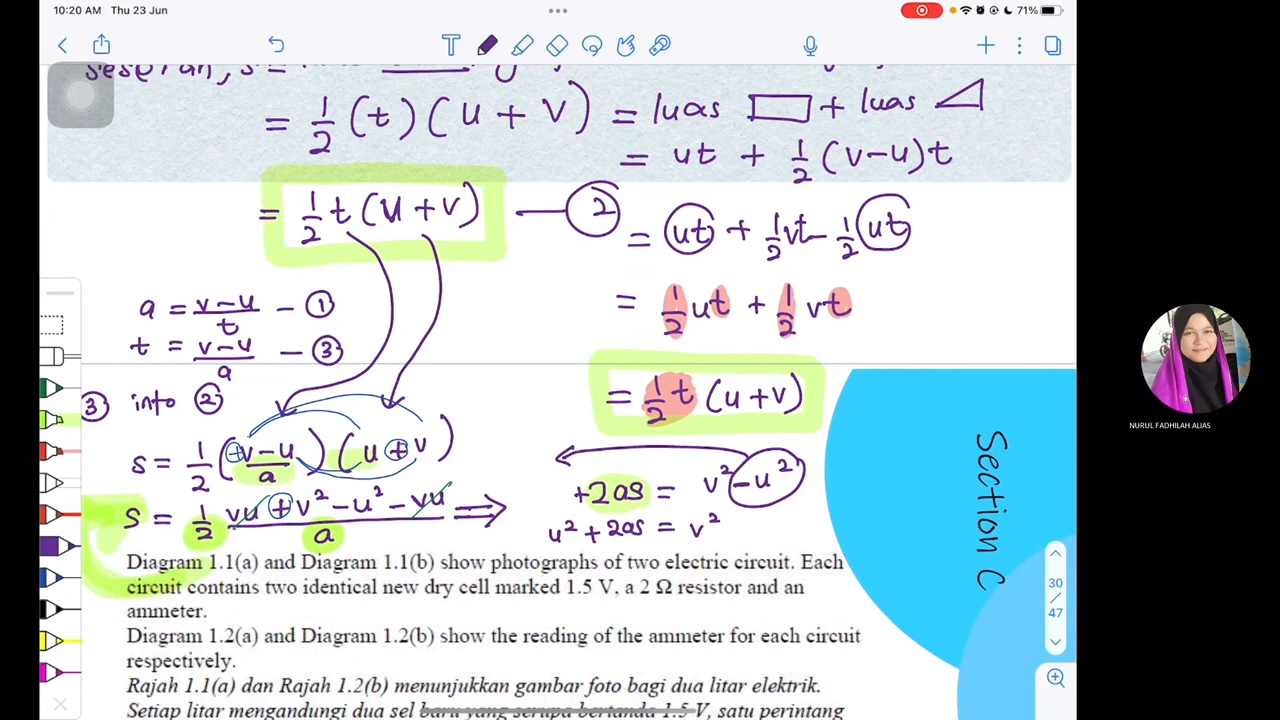 10:20 AM Thu 23 Jun
71%
= 1/2 (t) (u + v) = luas ▭ + luas ◿
= ut + 1/2 (v-u)t
= 1/2 t (u + v) — ②
= ut + 1/2 vt - 1/2 ut
= 1/2 ut + 1/2 vt
= 1/2 t (u+v)
a = v-u/t - ①
t = v-u/a - ③
③ into ②
s = 1/2 (+v-u/a) (u + v)
s = 1/2 vu + v² - u² - vu/a ⟹
+2as = v² - u²
u² + 2as = v²
Section C
Diagram 1.1(a) and Diagram 1.1(b) show photographs of two electric circuit. Each
circuit contains two identical new dry cell marked 1.5 V, a 2 Ω resistor and an
ammeter.
Diagram 1.2(a) and Diagram 1.2(b) show the reading of the ammeter for each circuit
respectively.
Rajah 1.1(a) dan Rajah 1.2(b) menunjukkan gambar foto bagi dua litar elektrik.
Setiap litar mengandungi dua sel baru yang serupa bertanda 1.5 V, satu perintang
30
/
47
NURUL FADHILAH ALIAS